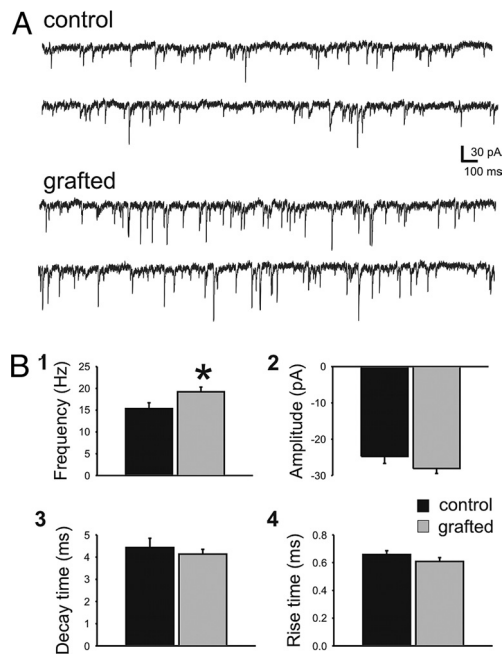 A control
30 pA
100 ms
grafted
B 1
Frequency (Hz)
25
20
15
10
5
0
*
2
Amplitude (pA)
0
-10
-20
-30
control
grafted
3
Decay time (ms)
5
4
3
2
1
0
4
Rise time (ms)
0.8
0.6
0.4
0.2
0.0